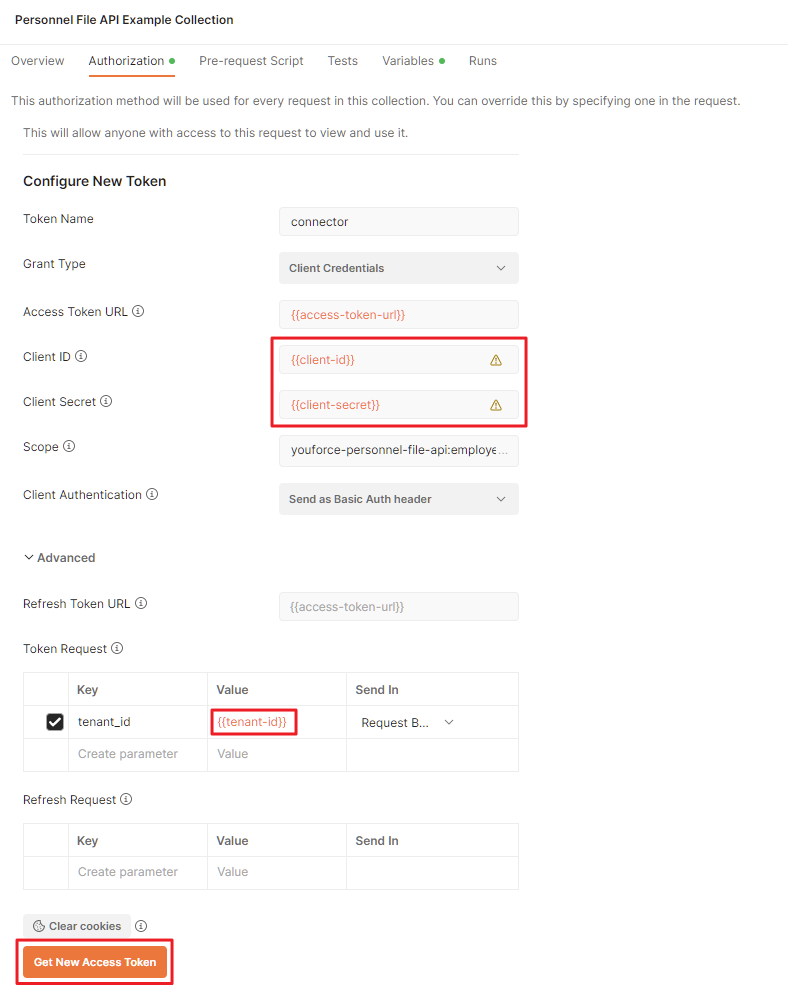 Personnel File API Example Collection
Overview Authorization Pre-request Script Tests Variables Runs
This authorization method will be used for every request in this collection. You can override this by specifying one in the request.
This will allow anyone with access to this request to view and use it.
Configure New Token
Token Name connector
Grant Type Client Credentials
Access Token URL {{access-token-url}}
Client ID {{client-id}}
Client Secret {{client-secret}}
Scope youforce-personnel-file-api:employe...
Client Authentication Send as Basic Auth header
Advanced
Refresh Token URL {{access-token-url}}
Token Request
Key Value Send In
tenant_id {{tenant-id}} Request B...
Create parameter Value
Refresh Request
Key Value Send In
Create parameter Value
Clear cookies
Get New Access Token